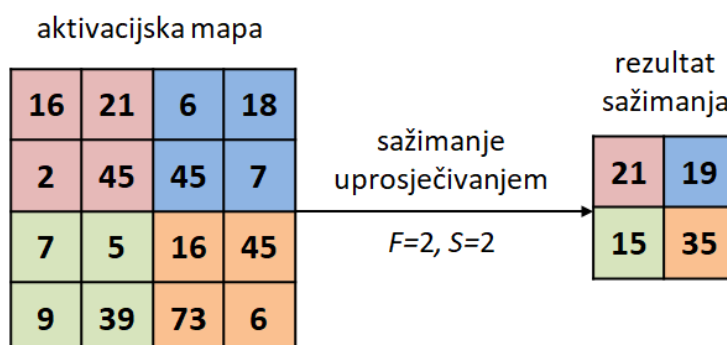 aktivacijska mapa
rezultat
sažimanja
16 21 6 18
2 45 45 7
7 5 16 45
9 39 73 6
sažimanje
uprosječivanjem
F=2, S=2
21 19
15 35